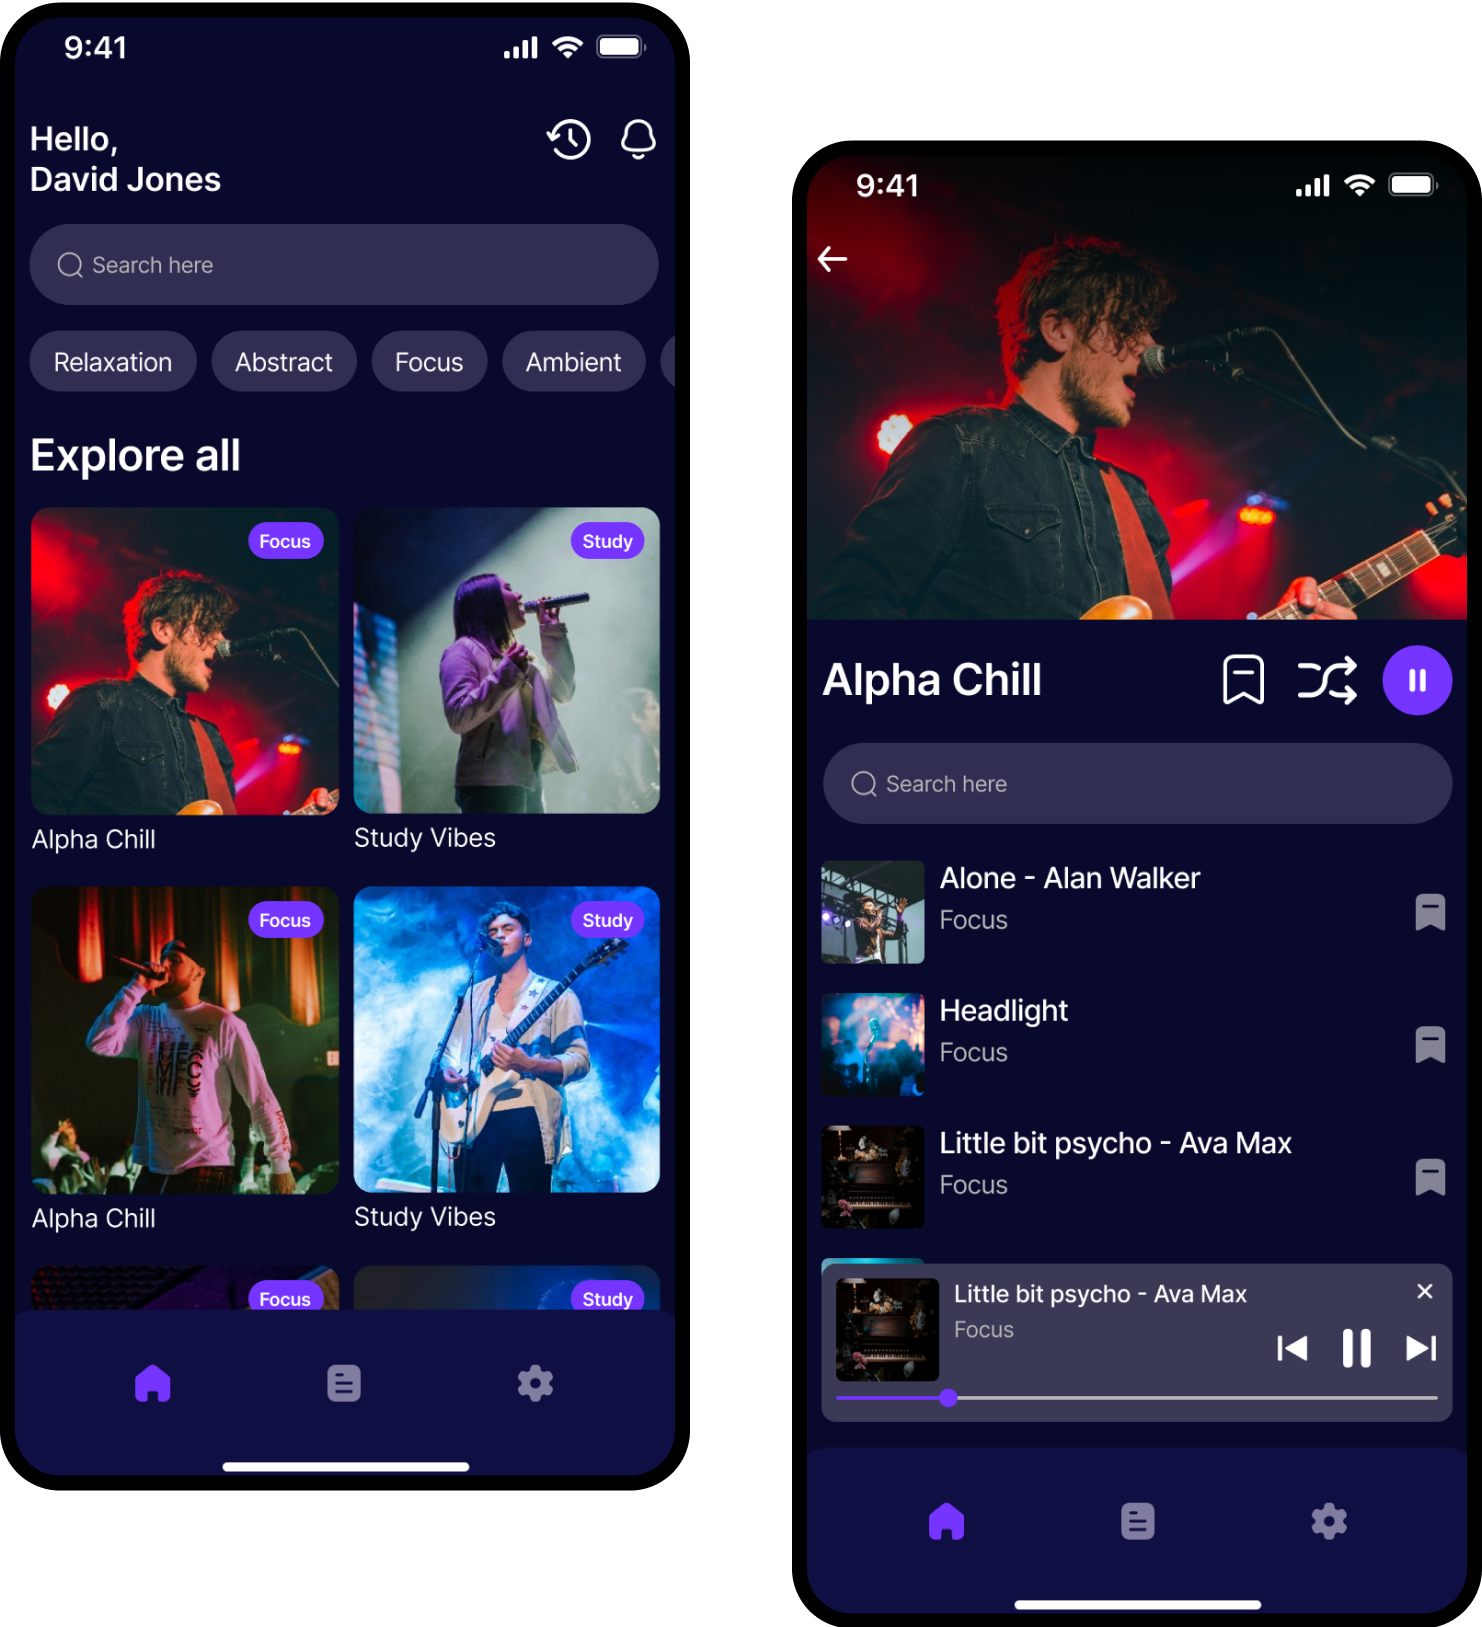 9:41
Hello,
David Jones
Search here
Relaxation
Abstract
Focus
Ambient
Explore all
Focus
Study
Alpha Chill
Study Vibes
Focus
Study
Alpha Chill
Study Vibes
Focus
Study
9:41
Alpha Chill
Search here
Alone - Alan Walker
Focus
Headlight
Focus
Little bit psycho - Ava Max
Focus
Little bit psycho - Ava Max
Focus